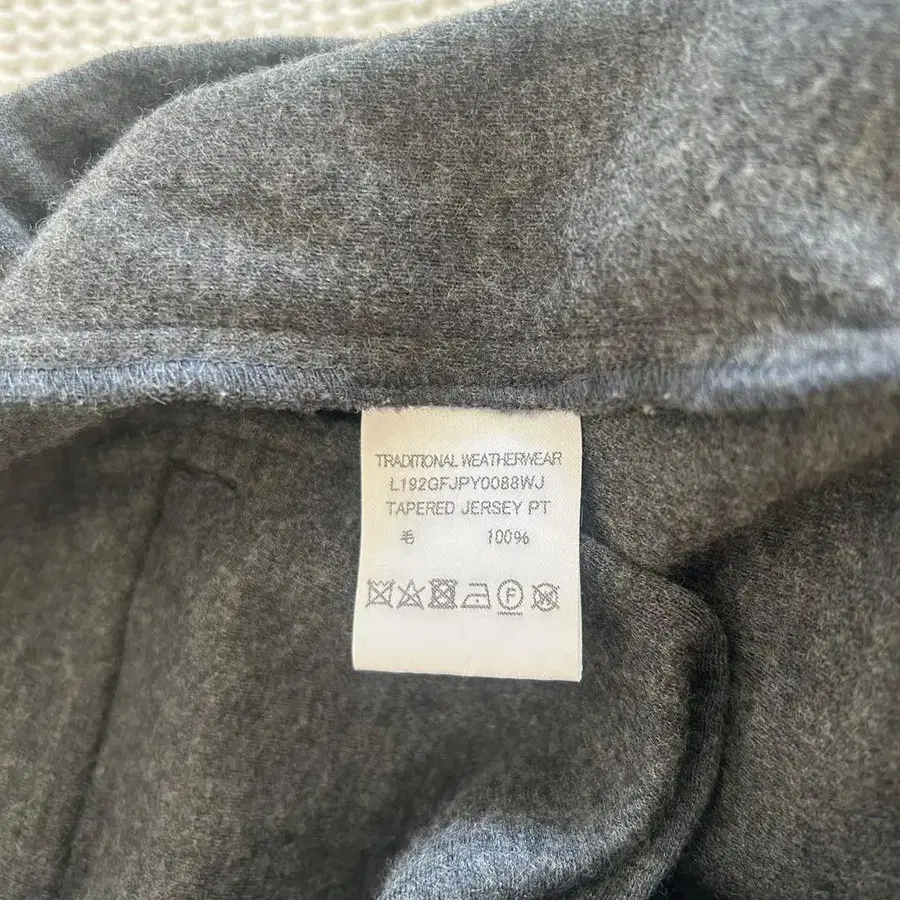 TRADITIONAL WEATHERWEAR
L192GFJPY0088WJ
TAPERED JERSEY PT
毛 100%
F W